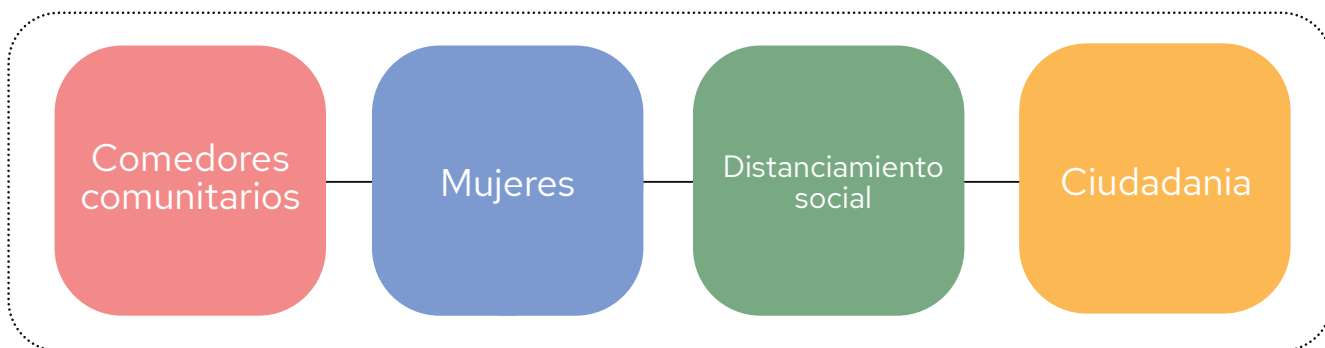 Comedores
comunitarios
Mujeres
Distanciamiento
social
Ciudadania